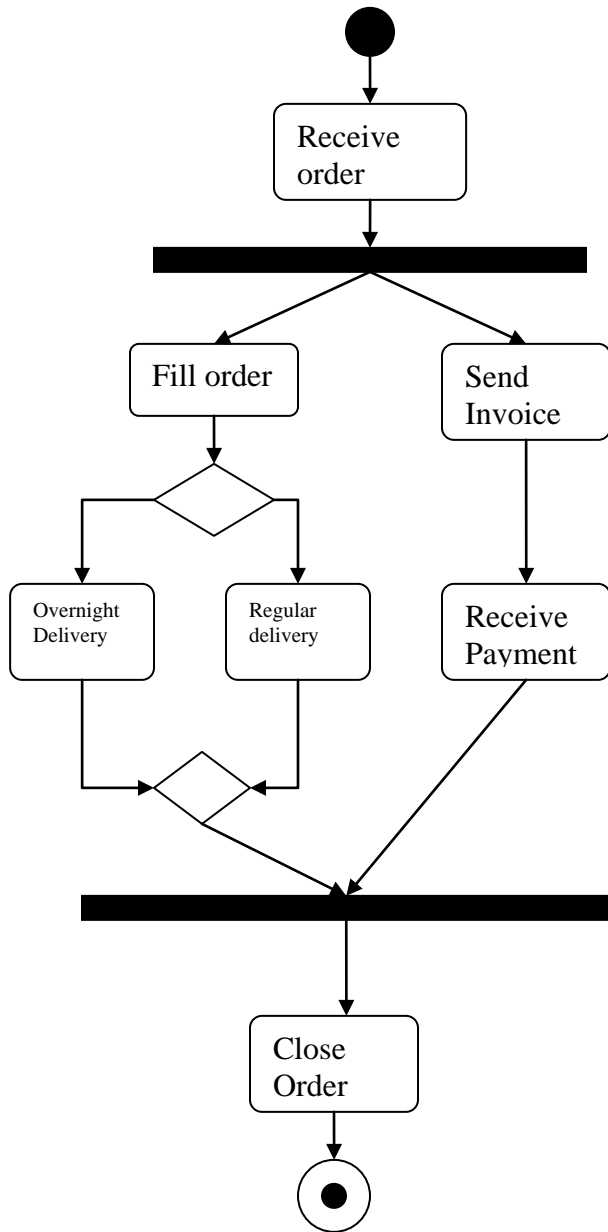 Receive
order
Fill order
Send
Invoice
Overnight
Delivery
Regular
delivery
Receive
Payment
Close
Order